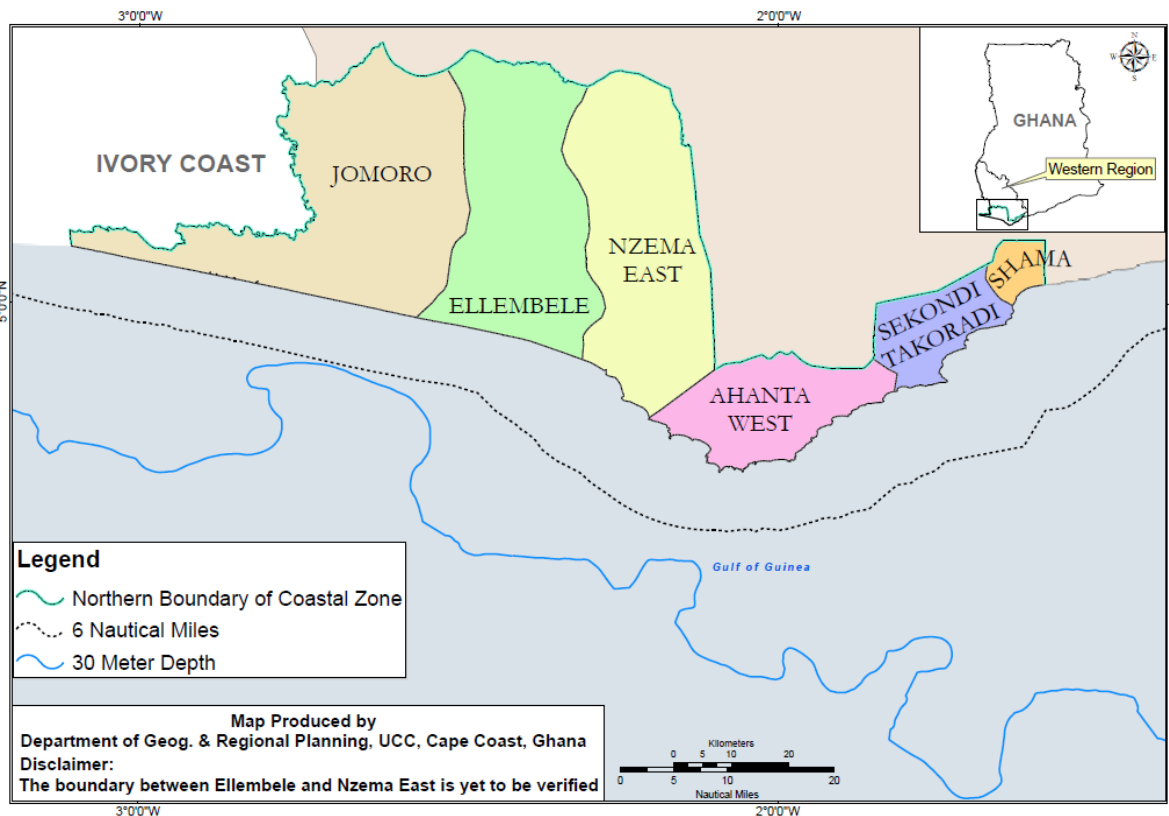 3°0'0"W
2°0'0"W
N
W
E
S
GHANA
Western Region
IVORY COAST
JOMORO
NZEMA
EAST
ELLEMBELE
SHAMA
SEKONDI
TAKORADI
AHANTA
WEST
5°0'0"N
Gulf of Guinea
Legend
Northern Boundary of Coastal Zone
6 Nautical Miles
30 Meter Depth
Map Produced by
Department of Geog. & Regional Planning, UCC, Cape Coast, Ghana
Disclaimer:
The boundary between Ellembele and Nzema East is yet to be verified
Kilometers
0 5 10 20
0 5 10 20
Nautical Miles
3°0'0"W
2°0'0"W